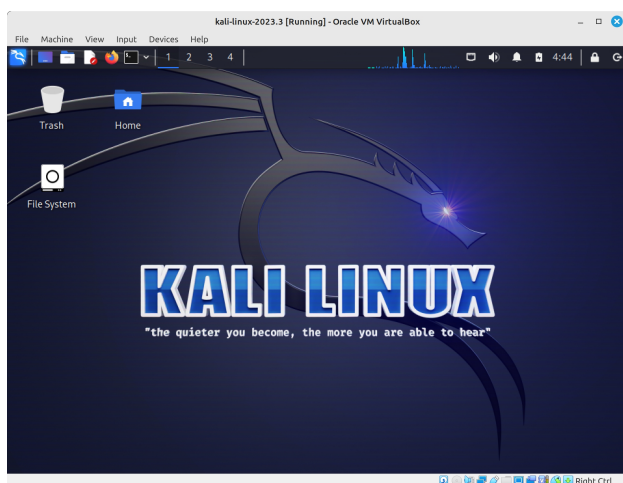 kali-linux-2023.3 [Running] - Oracle VM VirtualBox
File Machine View Input Devices Help
1 2 3 4 4:44
Trash Home
File System
KALI LINUX
"the quieter you become, the more you are able to hear"
Right Ctrl